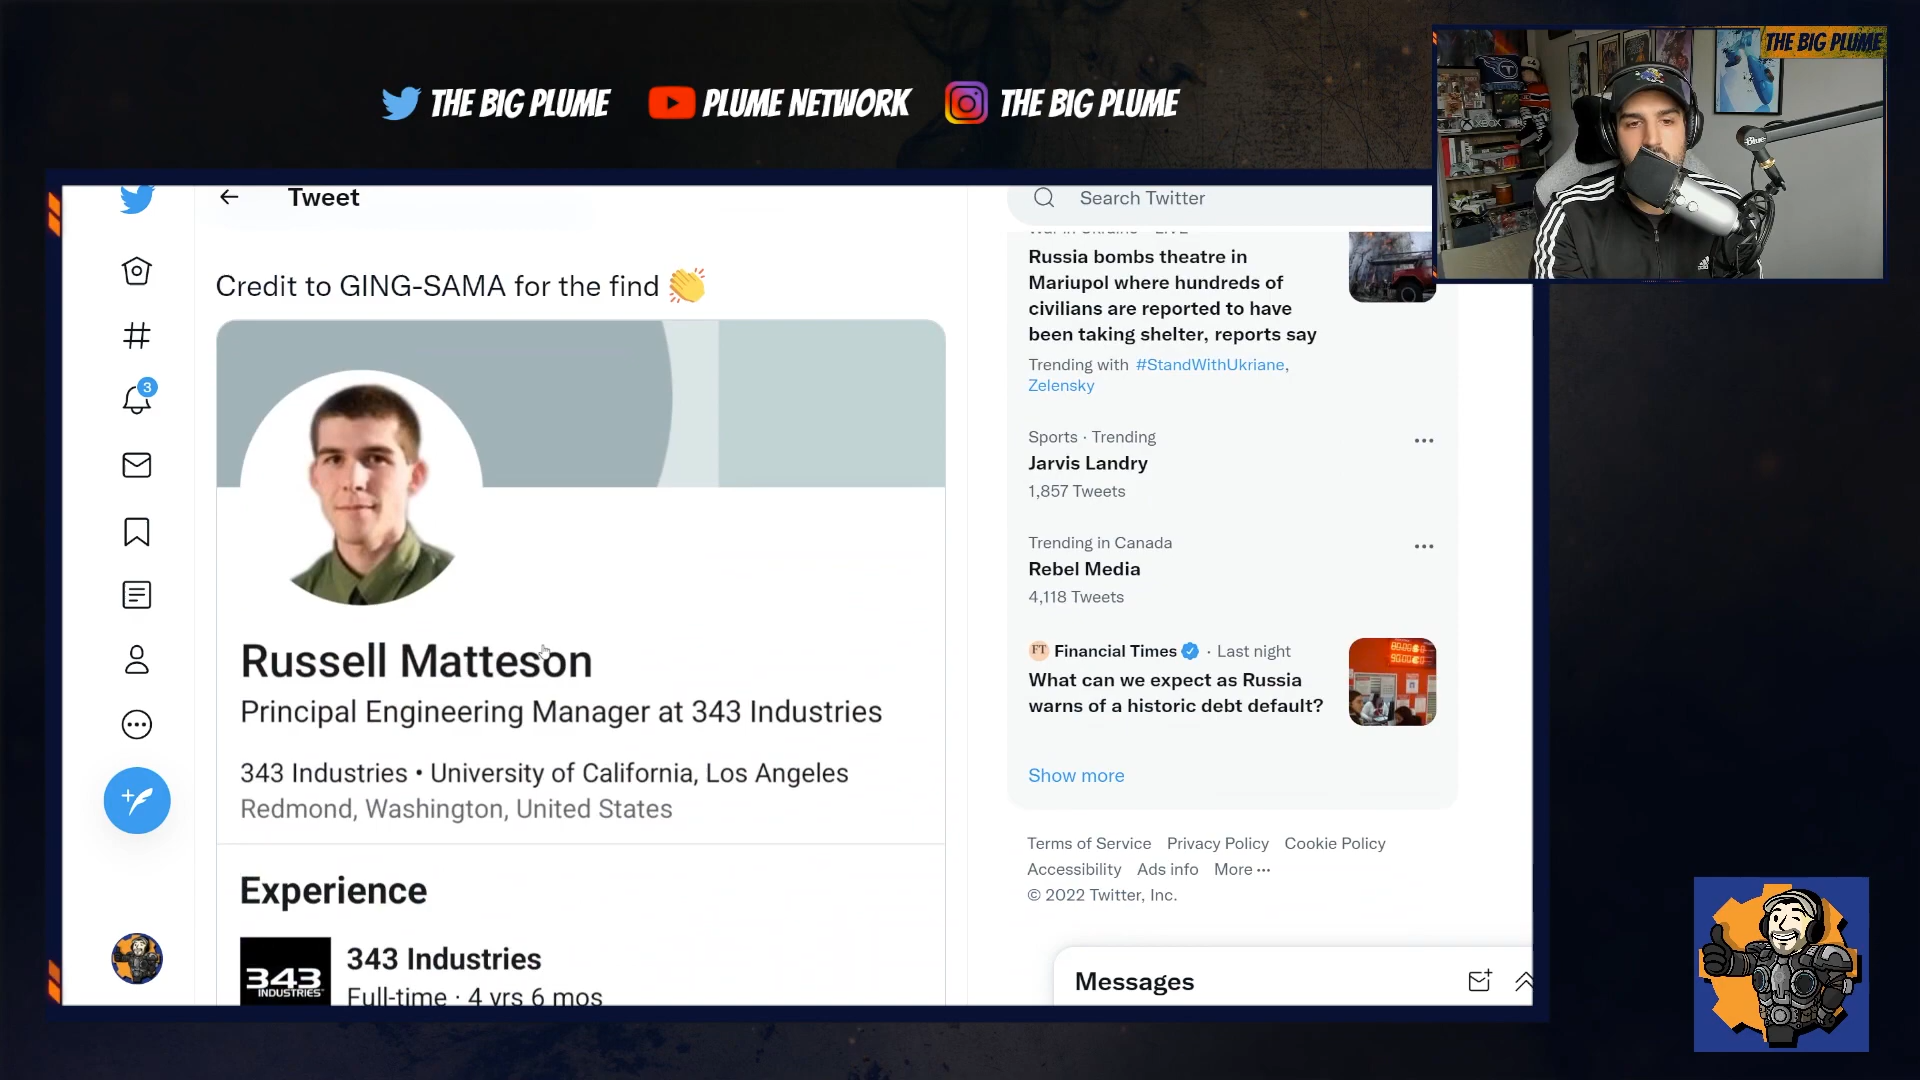 THE BIG PLUME
PLUME NETWORK
THE BIG PLUME
THE BIG PLUME
Tweet
Search Twitter
Credit to GING-SAMA for the find 👏
Russell Matteson
Principal Engineering Manager at 343 Industries
343 Industries • University of California, Los Angeles
Redmond, Washington, United States
Experience
343
INDUSTRIES
343 Industries
Full-time · 4 yrs 6 mos
3
Russia bombs theatre in
Mariupol where hundreds of
civilians are reported to have
been taking shelter, reports say
Trending with #StandWithUkriane,
Zelensky
Sports · Trending
Jarvis Landry
1,857 Tweets
Trending in Canada
Rebel Media
4,118 Tweets
FT Financial Times · Last night
What can we expect as Russia
warns of a historic debt default?
Show more
Terms of Service Privacy Policy Cookie Policy
Accessibility Ads info More ···
© 2022 Twitter, Inc.
Messages